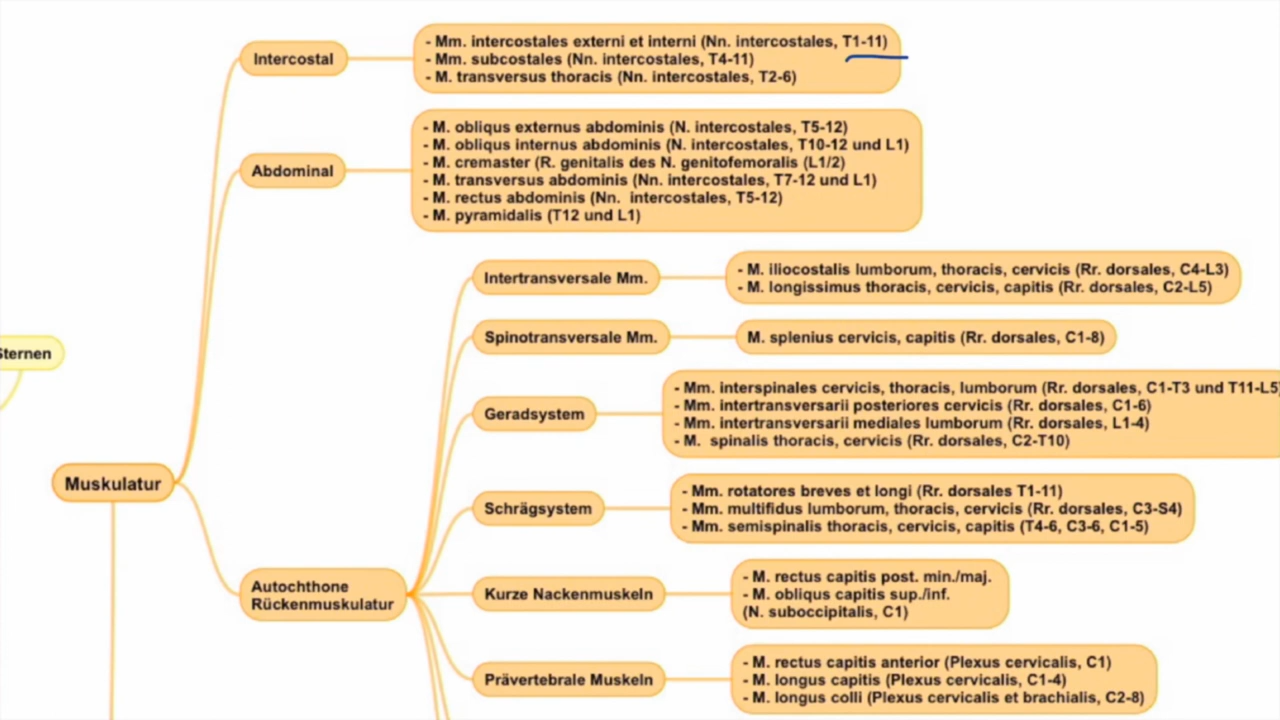 Intercostal
- Mm. intercostales externi et interni (Nn. intercostales, T1-11)
- Mm. subcostales (Nn. intercostales, T4-11)
- M. transversus thoracis (Nn. intercostales, T2-6)
Abdominal
- M. obliqus externus abdominis (N. intercostales, T5-12)
- M. obliqus internus abdominis (N. intercostales, T10-12 und L1)
- M. cremaster (R. genitalis des N. genitofemoralis (L1/2)
- M. transversus abdominis (Nn. intercostales, T7-12 und L1)
- M. rectus abdominis (Nn. intercostales, T5-12)
- M. pyramidalis (T12 und L1)
Intertransversale Mm.
- M. iliocostalis lumborum, thoracis, cervicis (Rr. dorsales, C4-L3)
- M. longissimus thoracis, cervicis, capitis (Rr. dorsales, C2-L5)
Spinotransversale Mm.
M. splenius cervicis, capitis (Rr. dorsales, C1-8)
Sternen
Geradsystem
- Mm. interspinales cervicis, thoracis, lumborum (Rr. dorsales, C1-T3 und T11-L5)
- Mm. intertransversarii posteriores cervicis (Rr. dorsales, C1-6)
- Mm. intertransversarii mediales lumborum (Rr. dorsales, L1-4)
- M. spinalis thoracis, cervicis (Rr. dorsales, C2-T10)
Muskulatur
Schrägsystem
- Mm. rotatores breves et longi (Rr. dorsales T1-11)
- Mm. multifidus lumborum, thoracis, cervicis (Rr. dorsales, C3-S4)
- Mm. semispinalis thoracis, cervicis, capitis (T4-6, C3-6, C1-5)
Autochthone
Rückenmuskulatur
Kurze Nackenmuskeln
- M. rectus capitis post. min./maj.
- M. obliqus capitis sup./inf.
(N. suboccipitalis, C1)
Prävertebrale Muskeln
- M. rectus capitis anterior (Plexus cervicalis, C1)
- M. longus capitis (Plexus cervicalis, C1-4)
- M. longus colli (Plexus cervicalis et brachialis, C2-8)